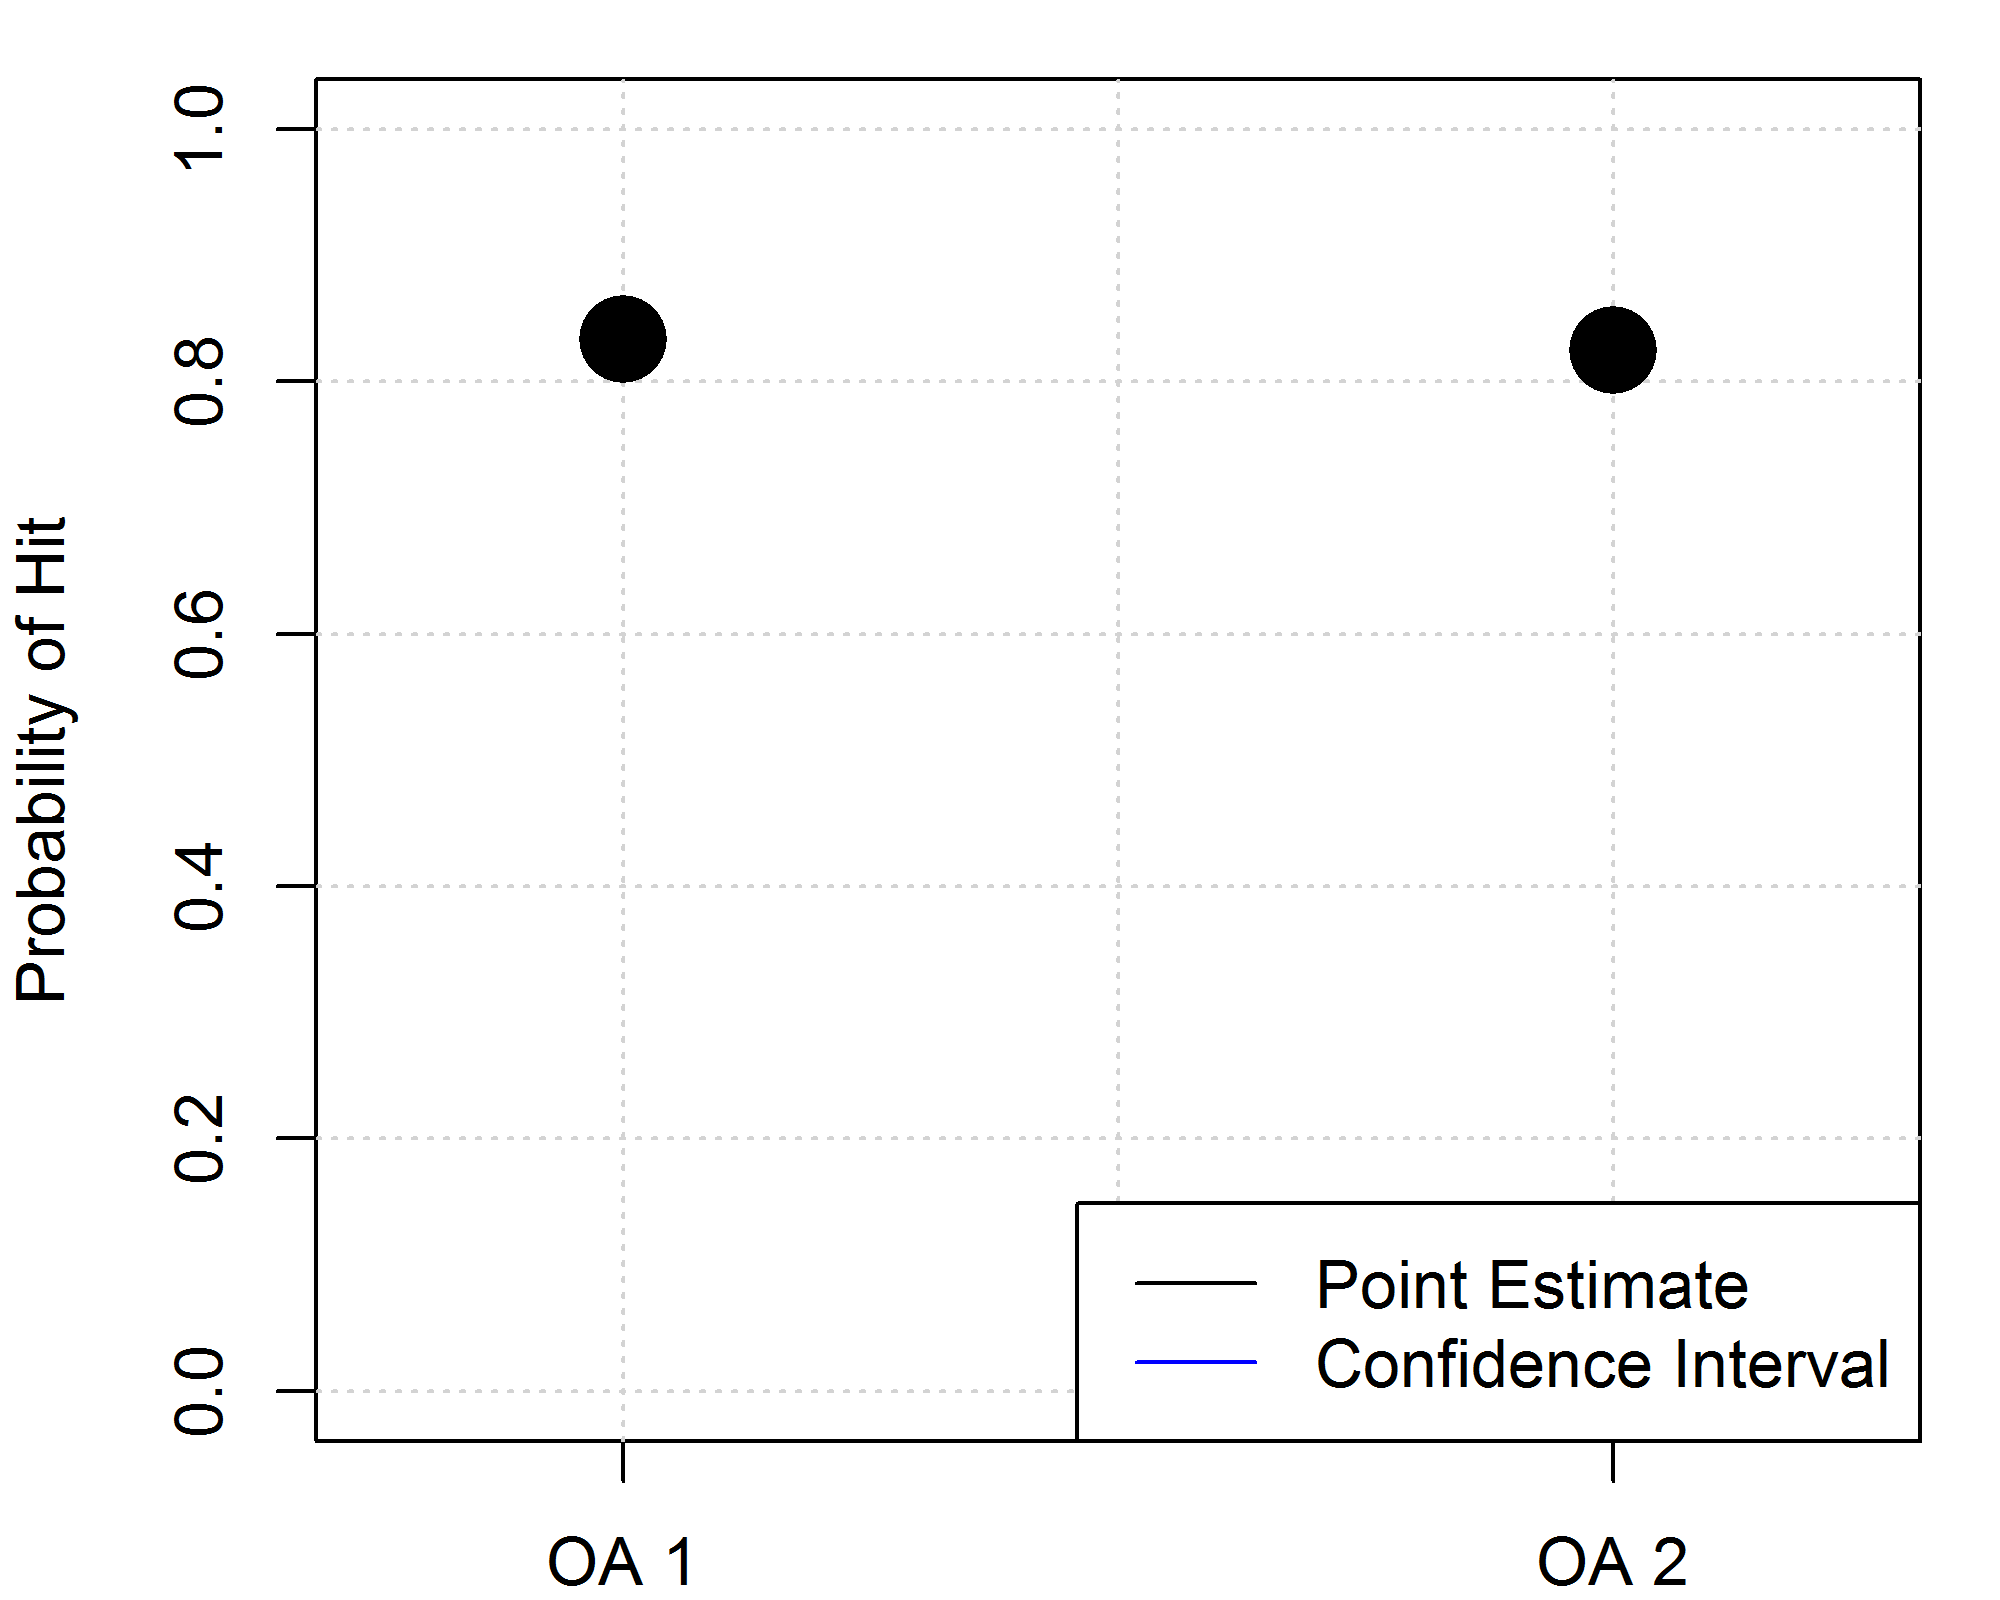 Probability of Hit
1.0
0.8
0.6
0.4
0.2
0.0
Point Estimate
Confidence Interval
OA 1
OA 2